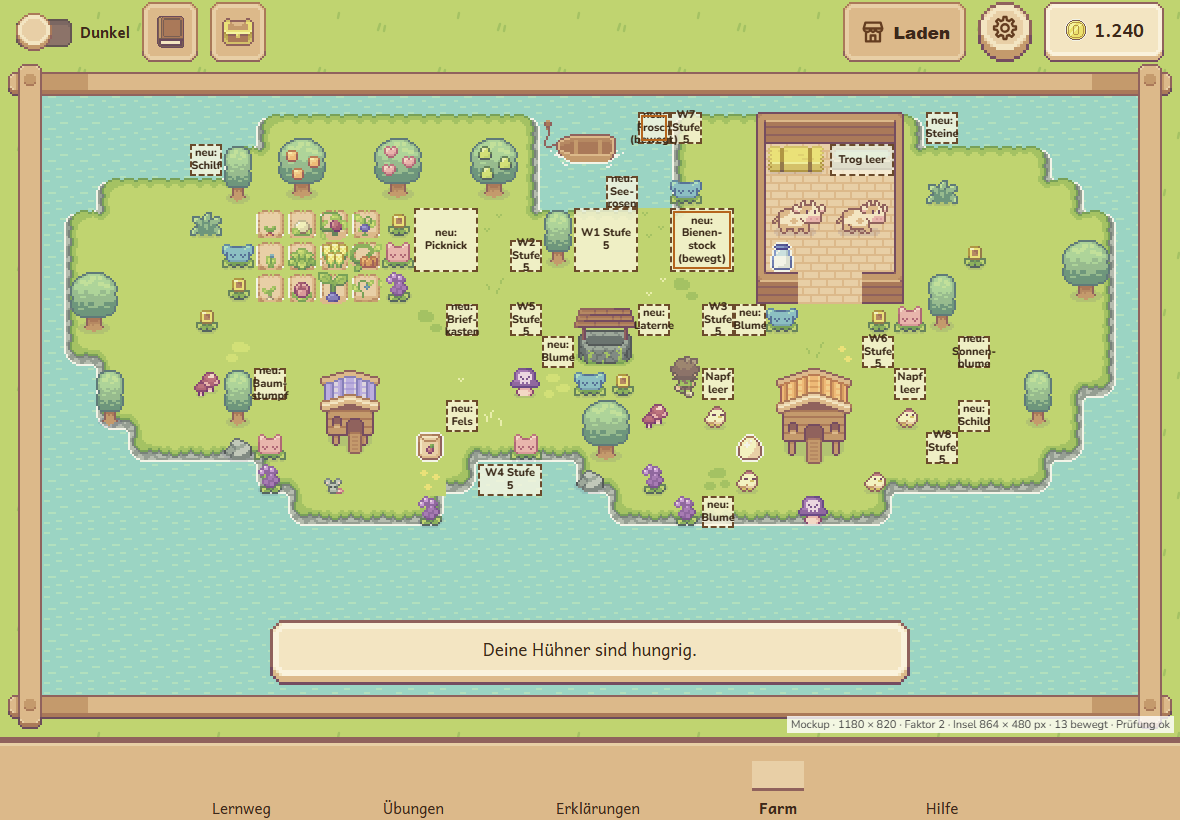 Dunkel
Laden
1.240
neu:
Frosch
(bewegt)
W7
Stufe
5
neu:
Steine
neu:
Schilf
Trog leer
neu:
See-
rosen
neu:
Picknick
W2
Stufe
5
W1 Stufe
5
neu:
Bienen-
stock
(bewegt)
neu:
Brief-
kasten
W5
Stufe
5
neu:
Laterne
W3
Stufe
5
neu:
Blume
neu:
Blume
W6
Stufe
5
neu:
Sonnen-
blume
neu:
Baum-
stumpf
Napf
leer
Napf
leer
neu:
Fels
neu:
Schild
W8
Stufe
5
W4 Stufe
5
neu:
Blume
Deine Hühner sind hungrig.
Mockup · 1180 × 820 · Faktor 2 · Insel 864 × 480 px · 13 bewegt · Prüfung ok
Lernweg
Übungen
Erklärungen
Farm
Hilfe